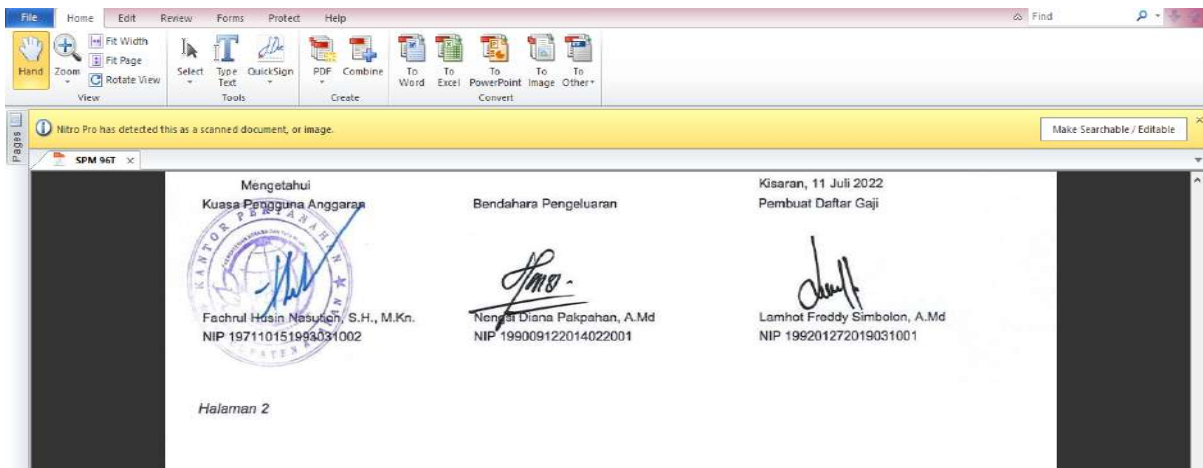 File Home Edit Review Forms Protect Help Find
Hand
Zoom
Fit Width
Fit Page
Rotate View
View
Select
Type Text
QuickSign
Tools
PDF
Combine
Create
To Word
To Excel
To PowerPoint
To Image
To Other
Convert
Pages
Nitro Pro has detected this as a scanned document, or image.
Make Searchable / Editable
SPM 96T
Mengetahui
Kuasa Pengguna Anggaran
KANTOR PERTANAHAN
Fachrul Husin Nasution, S.H., M.Kn.
NIP 197110151993031002
Bendahara Pengeluaran
Nengsi Diana Pakpahan, A.Md
NIP 199009122014022001
Kisaran, 11 Juli 2022
Pembuat Daftar Gaji
Lamhot Freddy Simbolon, A.Md
NIP 199201272019031001
Halaman 2